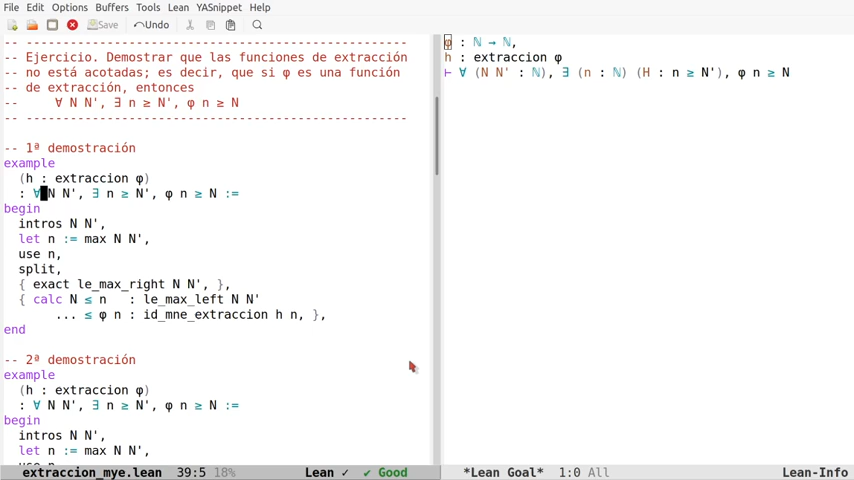 File Edit Options Buffers Tools Lean YASnippet Help
Save Undo
-- ------------------------------------------------------
-- Ejercicio. Demostrar que las funciones de extracción
-- no está acotadas; es decir, que si φ es una función
-- de extracción, entonces
--    ∀ N N', ∃ n ≥ N', φ n ≥ N
-- ------------------------------------------------------
-- 1ª demostración
example
  (h : extraccion φ)
  : ∀ N N', ∃ n ≥ N', φ n ≥ N :=
begin
  intros N N',
  let n := max N N',
  use n,
  split,
  { exact le_max_right N N', },
  { calc N ≤ n   : le_max_left N N'
       ... ≤ φ n : id_mne_extraccion h n, },
end
-- 2ª demostración
example
  (h : extraccion φ)
  : ∀ N N', ∃ n ≥ N', φ n ≥ N :=
begin
  intros N N',
  let n := max N N',
extraccion_mye.lean 39:5 18% Lean ✓ ✔ Good
φ : ℕ → ℕ,
h : extraccion φ
⊢ ∀ (N N' : ℕ), ∃ (n : ℕ) (H : n ≥ N'), φ n ≥ N
*Lean Goal* 1:0 All Lean-Info